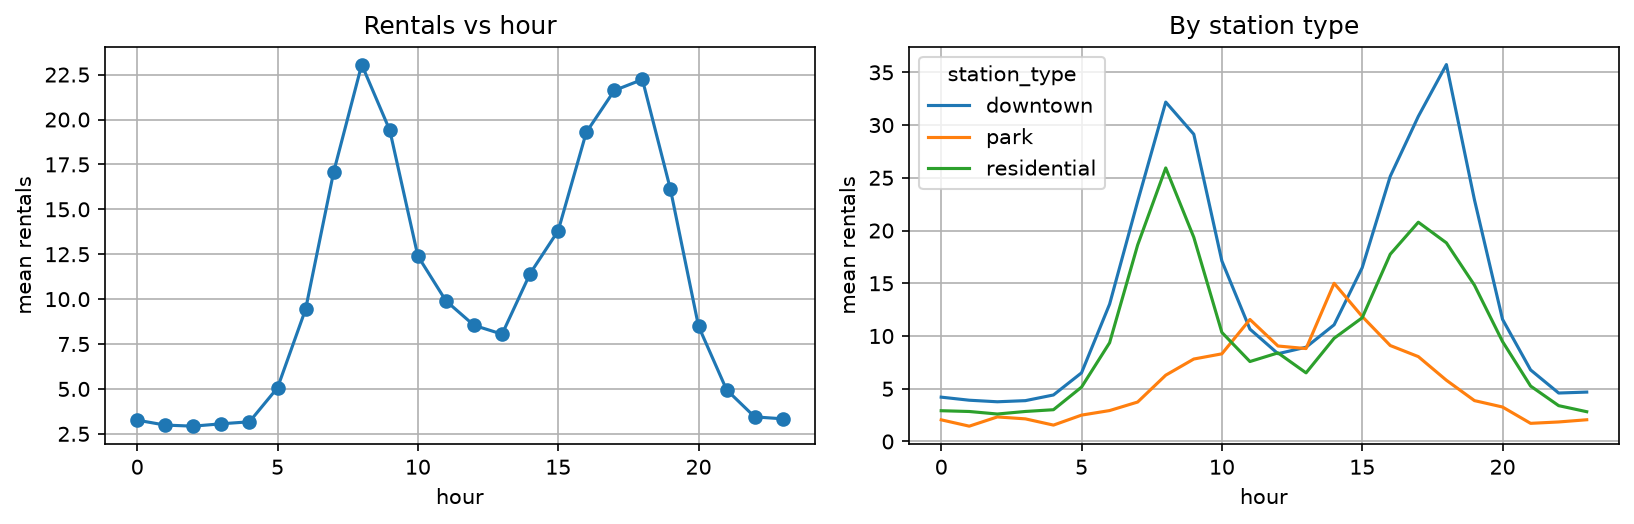 Rentals vs hour
22.5
20.0
17.5
15.0
12.5
10.0
7.5
5.0
2.5
mean rentals
0 5 10 15 20
hour
By station type
station_type
downtown
park
residential
35
30
25
20
15
10
5
0
mean rentals
0 5 10 15 20
hour